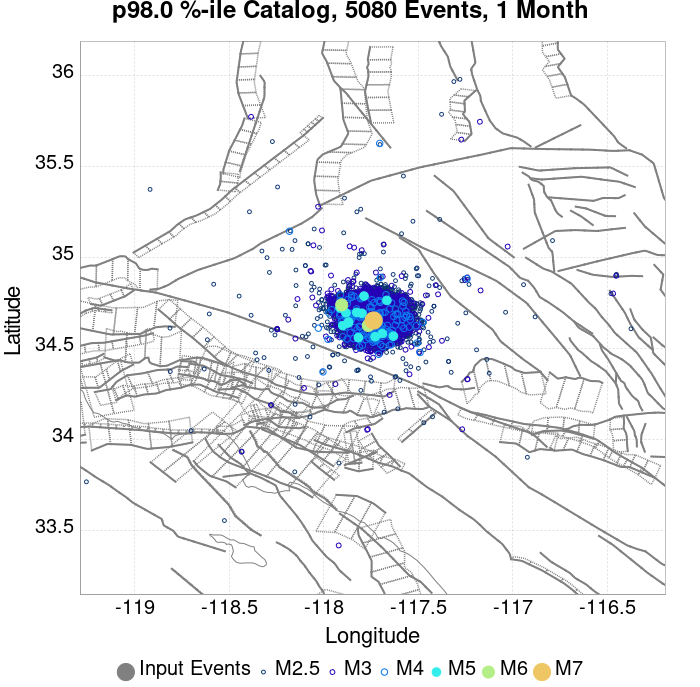 p98.0 %-ile Catalog, 5080 Events, 1 Month
36
35.5
35
34.5
34
33.5
Latitude
-119 -118.5 -118 -117.5 -117 -116.5
Longitude
Input Events M2.5 M3 M4 M5 M6 M7